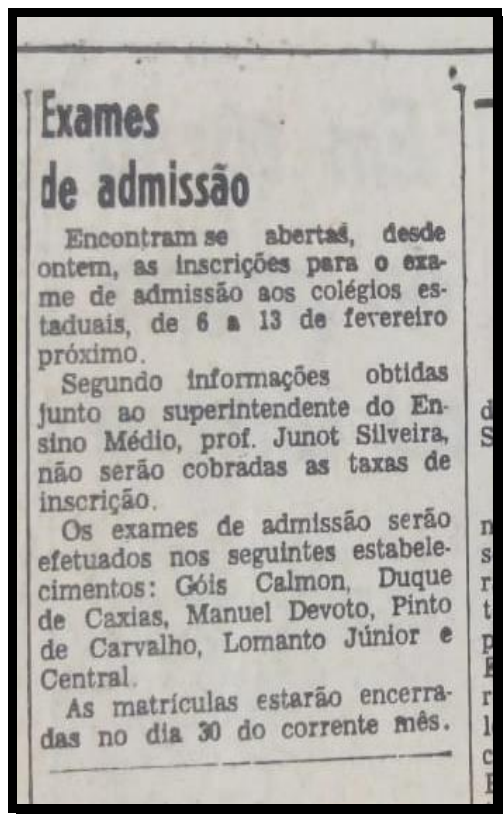 Exames
de admissão
Encontram se abertas, desde
ontem, as inscrições para o exa-
me de admissão aos colégios es-
taduais, de 6 a 13 de fevereiro
próximo.
Segundo informações obtidas
junto ao superintendente do En-
sino Médio, prof. Junot Silveira,
não serão cobradas as taxas de
inscrição.
Os exames de admissão serão
efetuados nos seguintes estabele-
cimentos: Góis Calmon, Duque
de Caxias, Manuel Devoto, Pinto
de Carvalho, Lomanto Júnior e
Central.
As matrículas estarão encerra-
das no dia 30 do corrente mês.